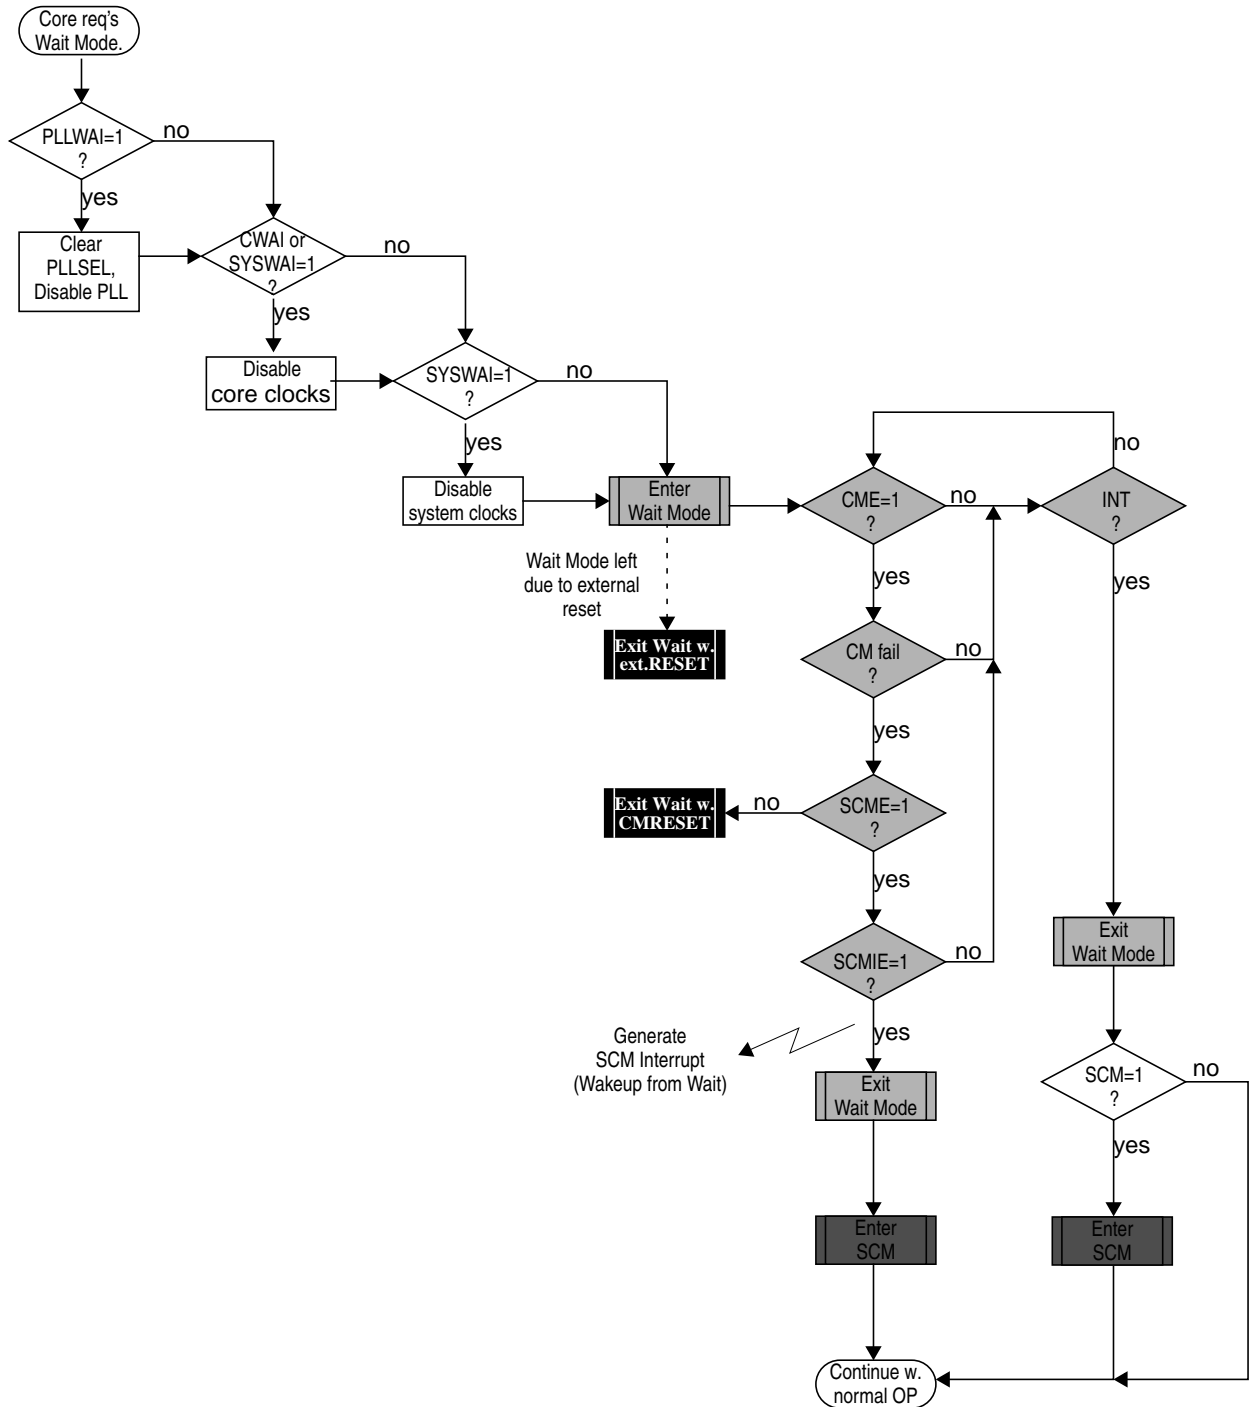 Core req's
Wait Mode.
PLLWAI=1
?
no
yes
Clear
PLLSEL,
Disable PLL
CWAI or
SYSWAI=1
?
no
yes
Disable
core clocks
SYSWAI=1
?
no
yes
Disable
system clocks
Enter
Wait Mode
Wait Mode left
due to external
reset
Exit Wait w.
ext.RESET
CME=1
?
no
yes
INT
?
no
yes
CM fail
?
no
yes
SCME=1
?
no
yes
Exit Wait w.
CMRESET
SCMIE=1
?
no
yes
Generate
SCM Interrupt
(Wakeup from Wait)
Exit
Wait Mode
Enter
SCM
Exit
Wait Mode
SCM=1
?
no
yes
Enter
SCM
Continue w.
normal OP